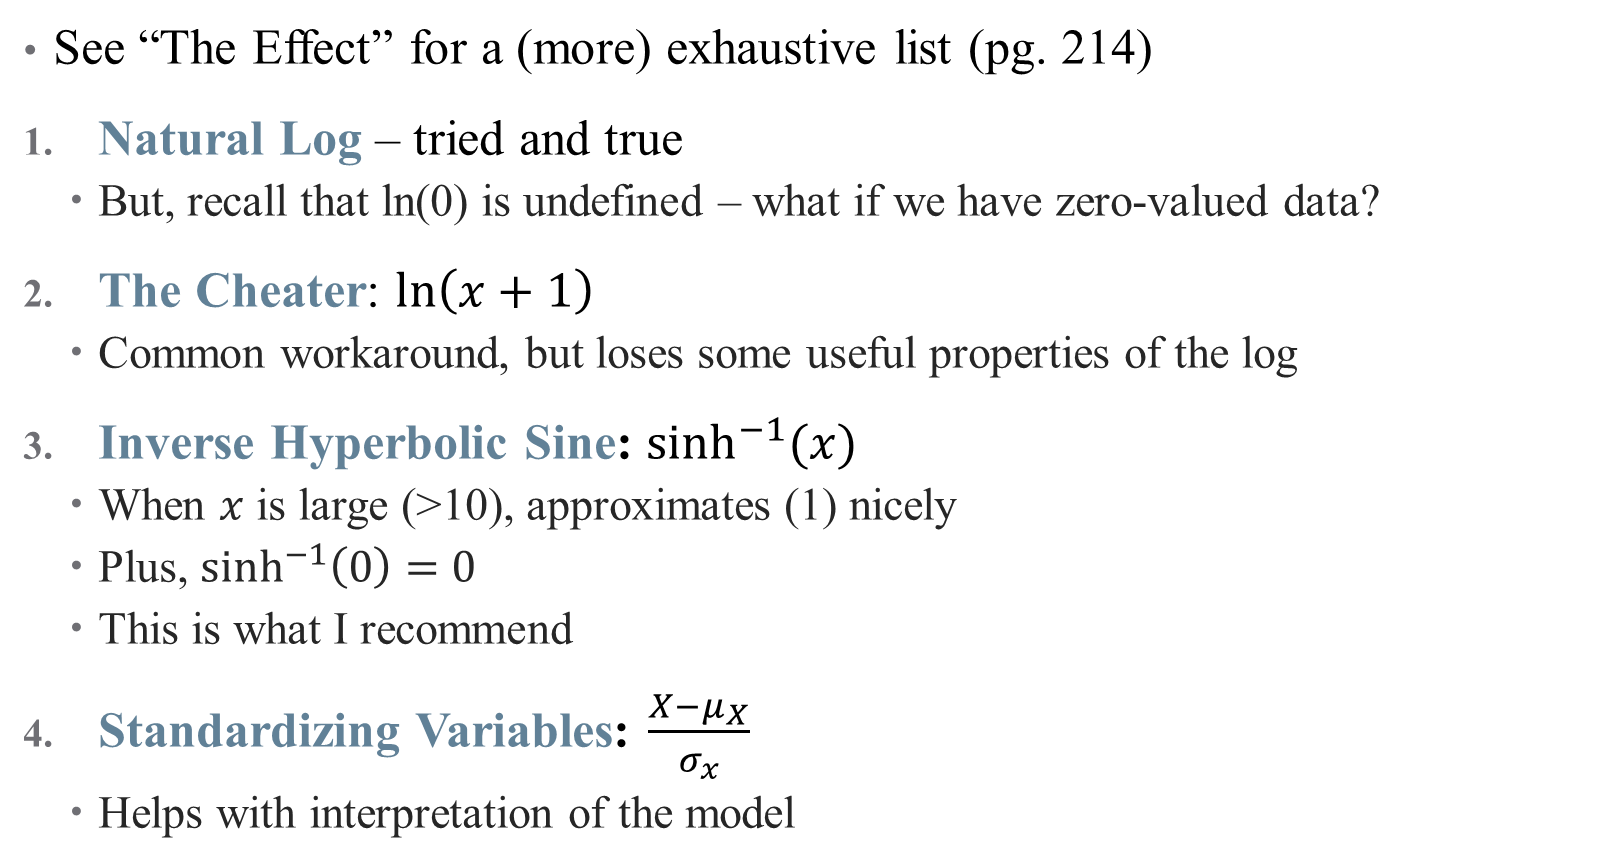 • See “The Effect” for a (more) exhaustive list (pg. 214)
1. Natural Log – tried and true
• But, recall that ln(0) is undefined – what if we have zero-valued data?
2. The Cheater: ln(𝑥 + 1)
• Common workaround, but loses some useful properties of the log
3. Inverse Hyperbolic Sine: sinh⁻¹(𝑥)
• When 𝑥 is large (>10), approximates (1) nicely
• Plus, sinh⁻¹(0) = 0
• This is what I recommend
4. Standardizing Variables: (X−μ_X)/σ_x
• Helps with interpretation of the model